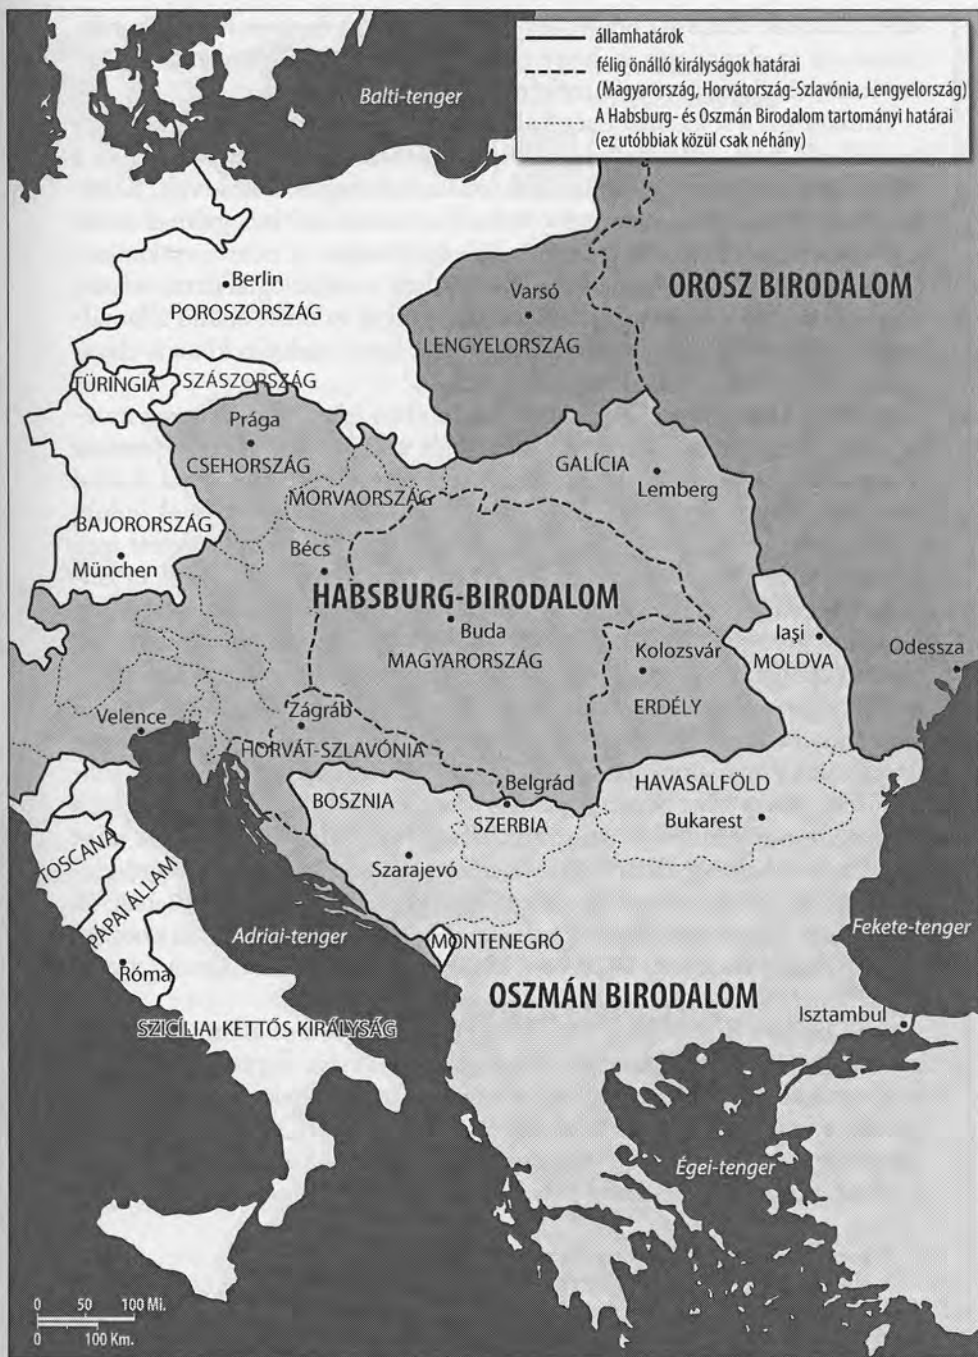 államhatárok
félig önálló királyságok határai
(Magyarország, Horvátország-Szlavónia, Lengyelország)
A Habsburg- és Oszmán Birodalom tartományi határai
(ez utóbbiak közül csak néhány)
Balti-tenger
Berlin
POROSZORSZÁG
OROSZ BIRODALOM
Varsó
LENGYELORSZÁG
TÜRINGIA
SZÁSZORSZÁG
Prága
CSEHORSZÁG
MORVAORSZÁG
GALÍCIA
Lemberg
BAJORORSZÁG
München
Bécs
HABSBURG-BIRODALOM
Buda
MAGYARORSZÁG
Kolozsvár
ERDÉLY
Iaşi
MOLDVA
Odessza
Velence
Zágráb
HORVÁT-SZLAVÓNIA
Belgrád
HAVASALFÖLD
Bukarest
BOSZNIA
SZERBIA
Szarajevó
TOSCANA
PÁPAI ÁLLAM
Róma
Adriai-tenger
MONTENEGRÓ
Fekete-tenger
OSZMÁN BIRODALOM
Isztambul
SZICÍLIAI KETTŐS KIRÁLYSÁG
Égei-tenger
0 50 100 Mi.
0 100 Km.